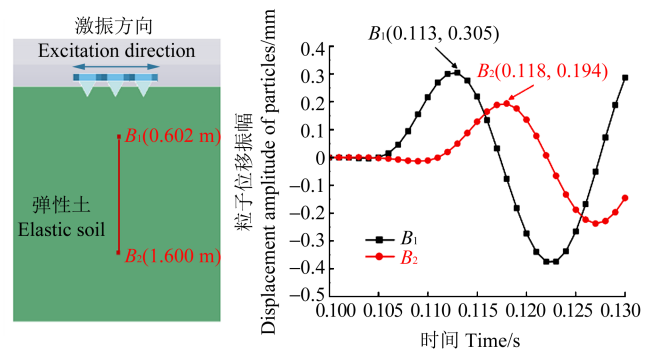 激振方向
Excitation direction
B1(0.602 m)
弹性土
Elastic soil
B2(1.600 m)
粒子位移振幅
Displacement amplitude of particles/mm
0.4
0.3
0.2
0.1
0
−0.1
−0.2
−0.3
−0.4
−0.5
B1(0.113, 0.305)
B2(0.118, 0.194)
B1
B2
0.100 0.105 0.110 0.115 0.120 0.125 0.130
时间 Time/s